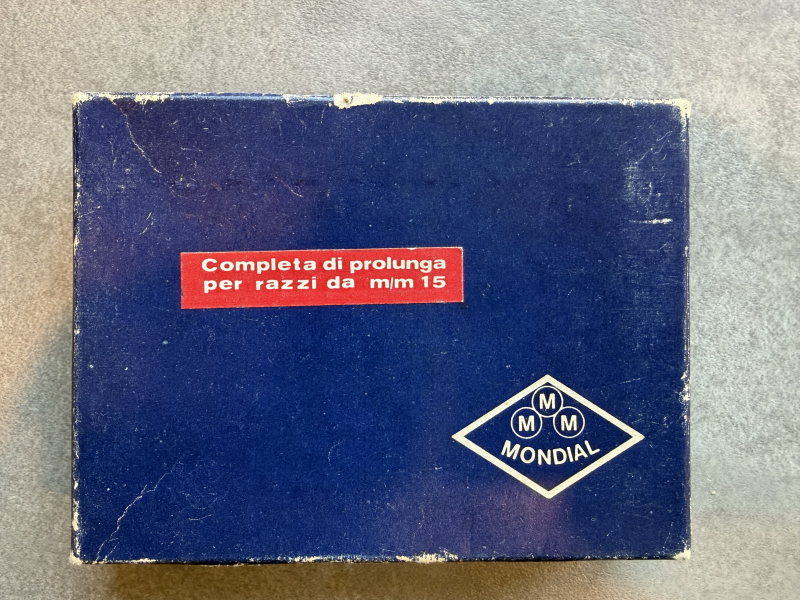 Completa di prolunga
per razzi da m/m 15
M
M M
MONDIAL